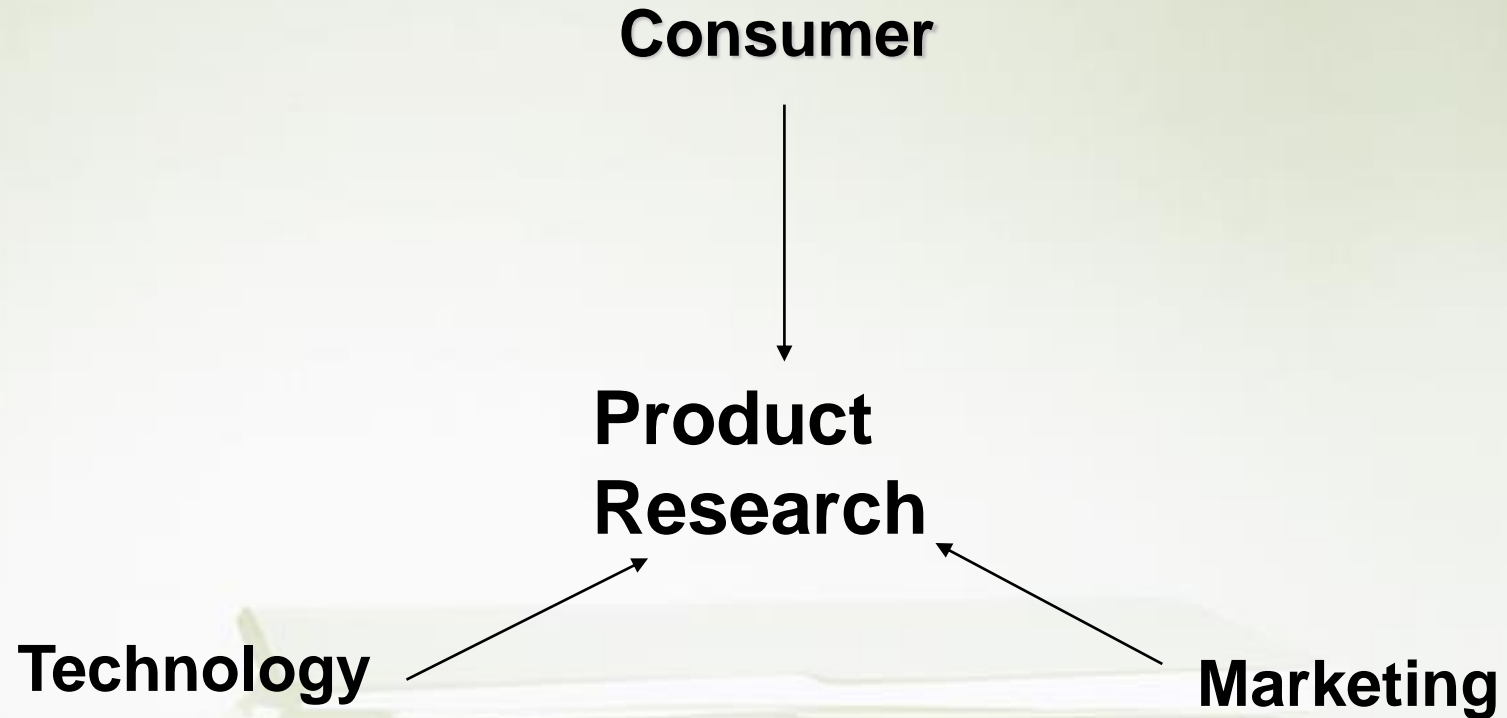 Consumer
Product
Research
Technology
Marketing